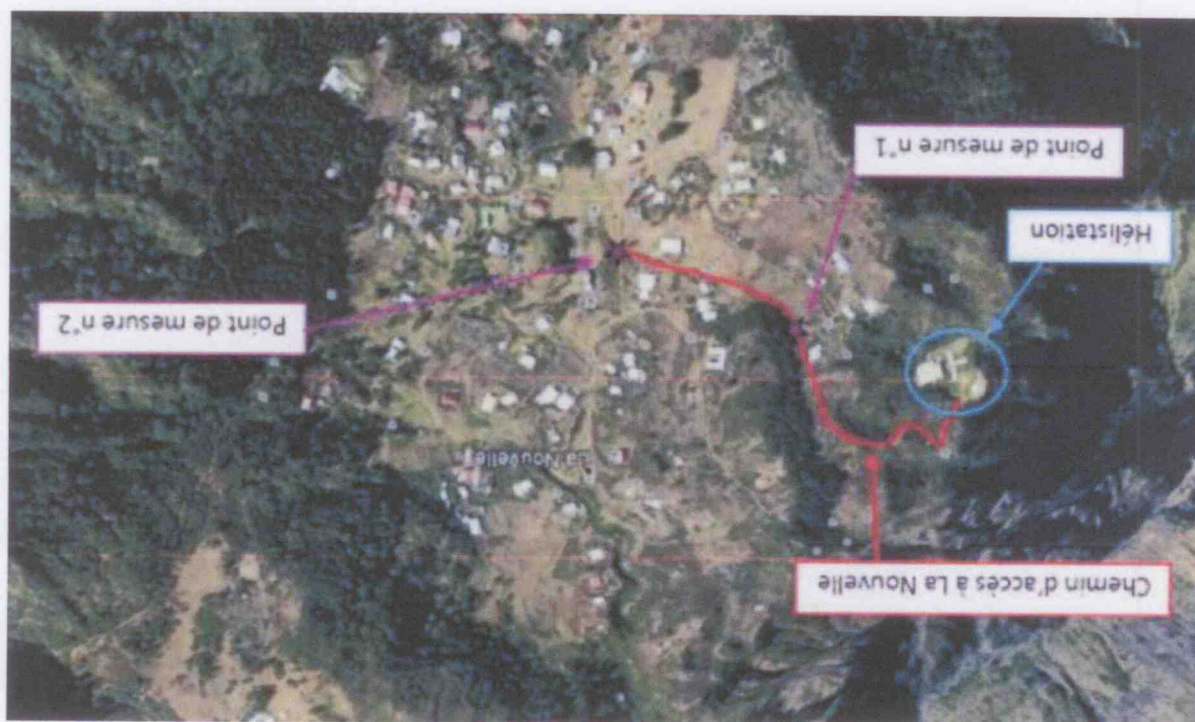 Chemin d'accès à La Nouvelle
La Nouvelle
Point de mesure n°2
Hélistation
Point de mesure n°1